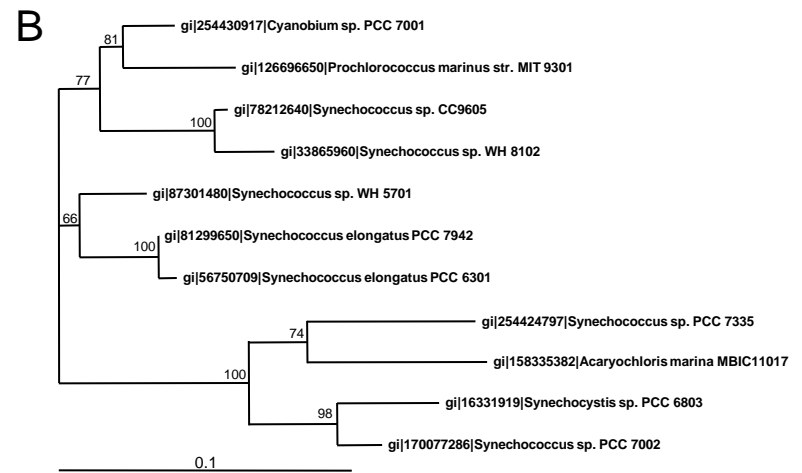 B
gi|254430917|Cyanobium sp. PCC 7001
81
gi|126696650|Prochlorococcus marinus str. MIT 9301
77
gi|78212640|Synechococcus sp. CC9605
100
gi|33865960|Synechococcus sp. WH 8102
gi|87301480|Synechococcus sp. WH 5701
66
gi|81299650|Synechococcus elongatus PCC 7942
100
gi|56750709|Synechococcus elongatus PCC 6301
gi|254424797|Synechococcus sp. PCC 7335
74
gi|158335382|Acaryochloris marina MBIC11017
100
gi|16331919|Synechocystis sp. PCC 6803
98
gi|170077286|Synechococcus sp. PCC 7002
0.1